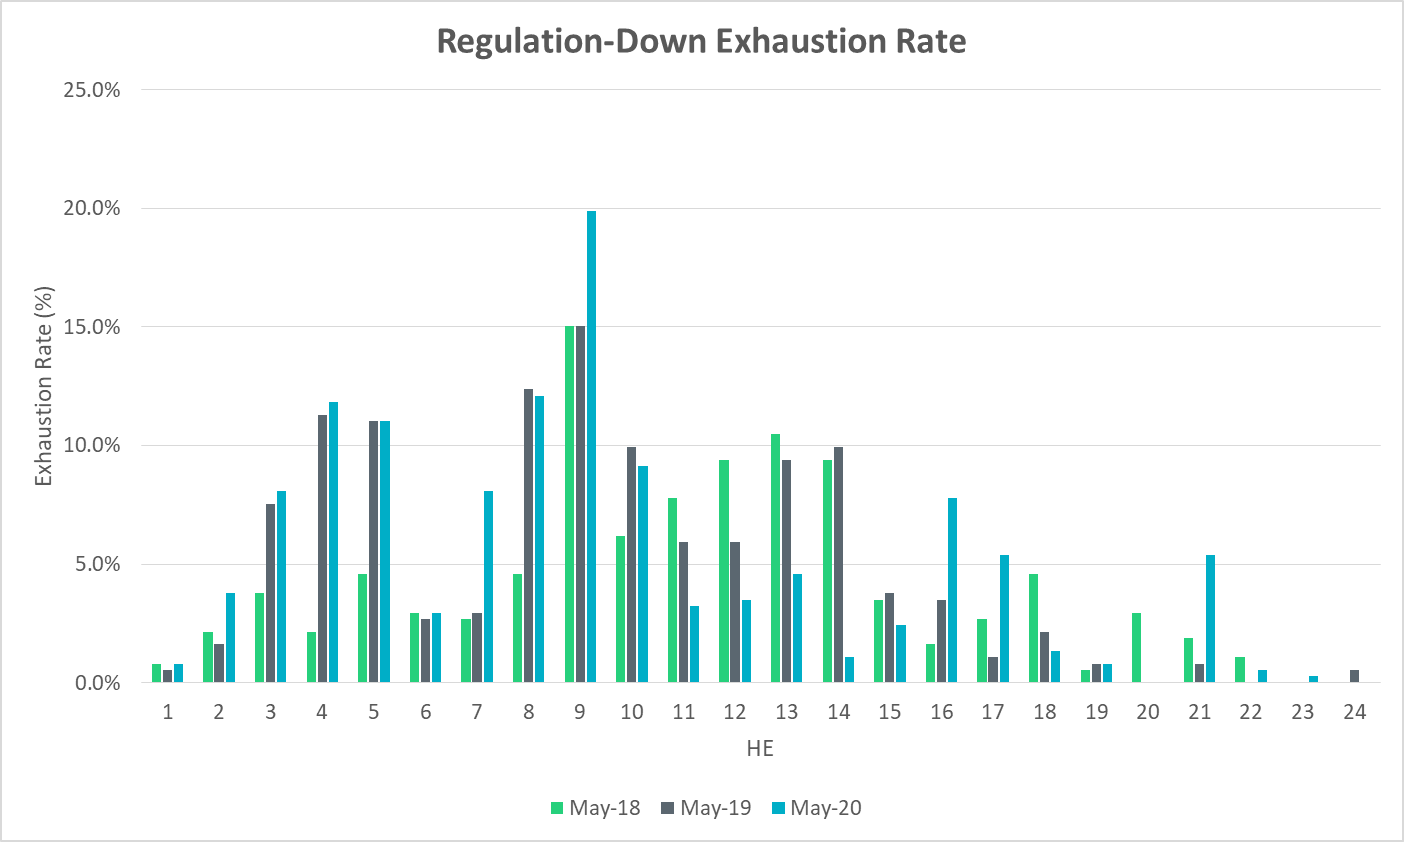 Regulation-Down Exhaustion Rate
25.0%
20.0%
15.0%
10.0%
5.0%
0.0%
Exhaustion Rate (%)
1 2 3 4 5 6 7 8 9 10 11 12 13 14 15 16 17 18 19 20 21 22 23 24
HE
May-18 May-19 May-20